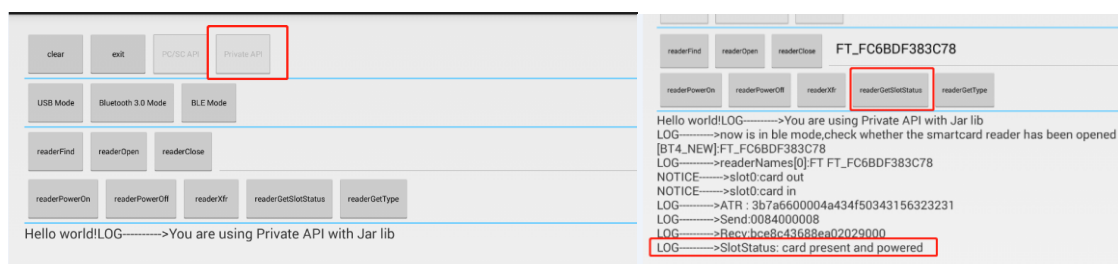 clear exit PC/SC API Private API
USB Mode Bluetooth 3.0 Mode BLE Mode
readerFind readerOpen readerClose
readerPowerOn readerPowerOff readerXfr readerGetSlotStatus readerGetType
Hello world!LOG---------->You are using Private API with Jar lib
readerFind readerOpen readerClose FT_FC6BDF383C78
readerPowerOn readerPowerOff readerXfr readerGetSlotStatus readerGetType
Hello world!LOG---------->You are using Private API with Jar lib
LOG---------->now is in ble mode,check whether the smartcard reader has been opened
[BT4_NEW]:FT_FC6BDF383C78
LOG---------->readerNames[0]:FT FT_FC6BDF383C78
NOTICE------->slot0:card out
NOTICE------->slot0:card in
LOG---------->ATR : 3b7a6600004a434f50343156323231
LOG---------->Send:0084000008
LOG---------->Recv:bce8c43688ea02029000
LOG---------->SlotStatus: card present and powered